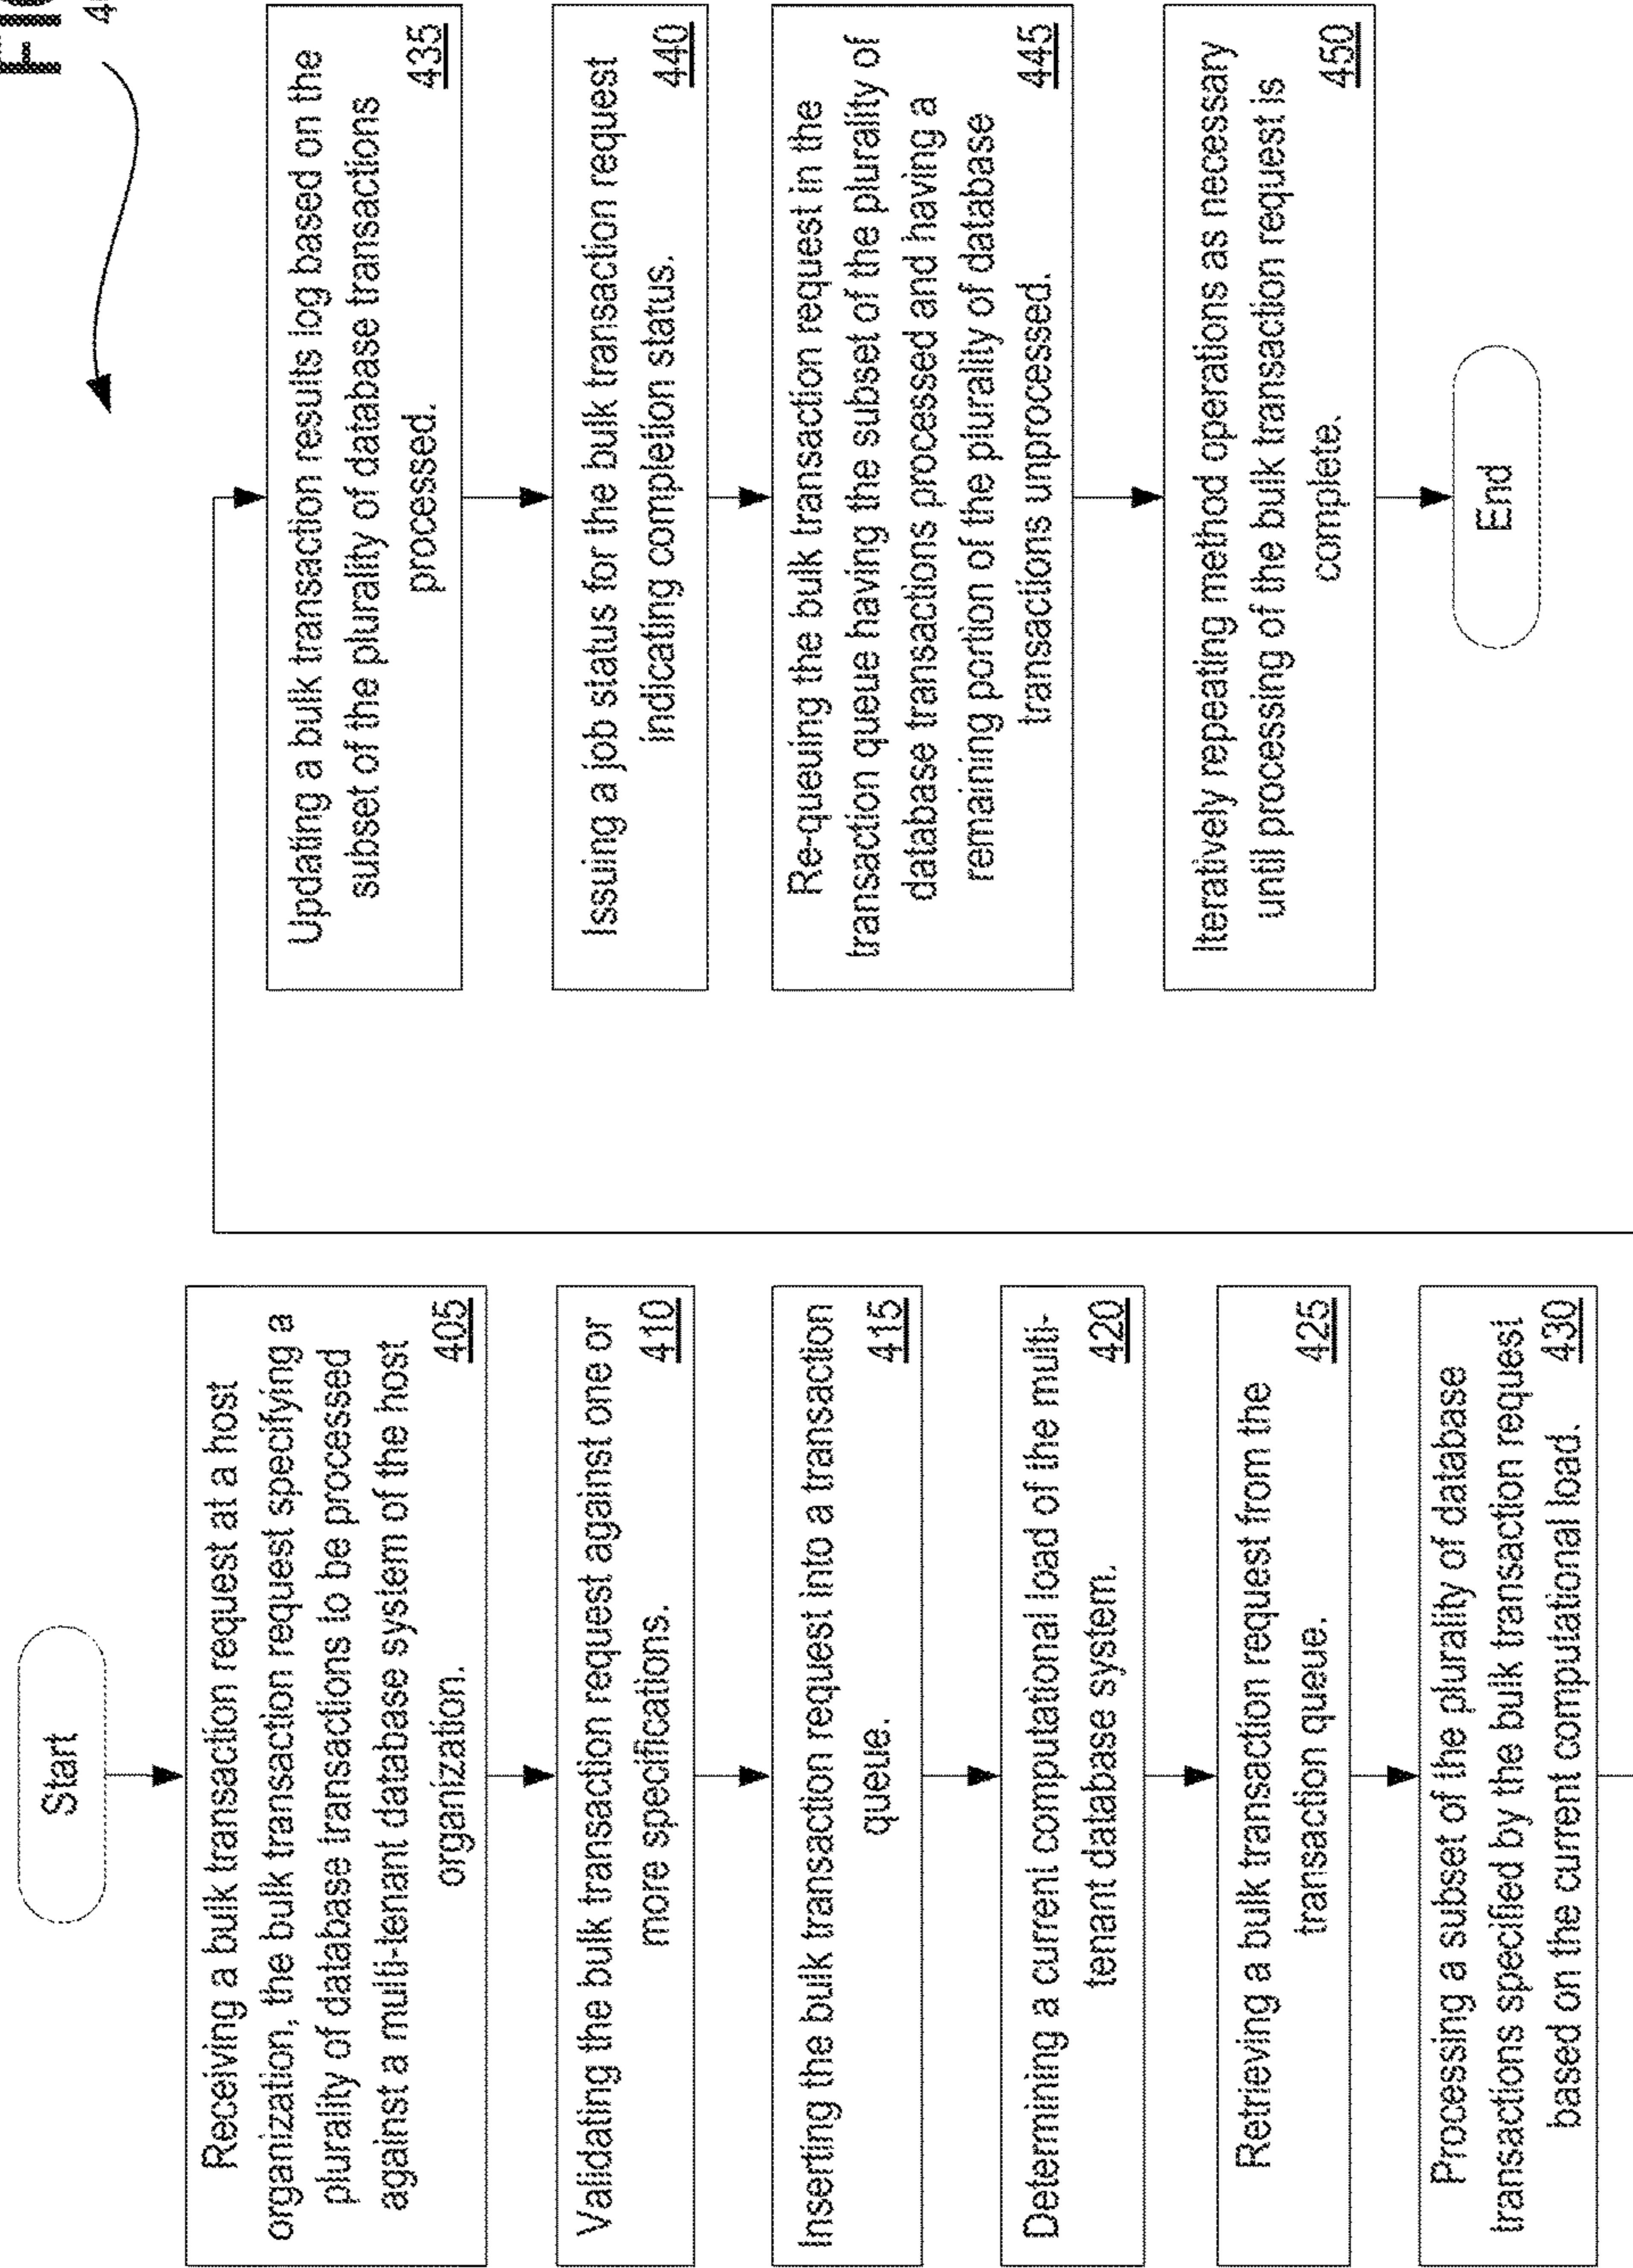 Start
Receiving a bulk transaction request at a host
organization, the bulk transaction request specifying a
plurality of database transactions to be processed
against a multi-tenant database system of the host
organization.
405
Validating the bulk transaction request against one or
more specifications.
410
Inserting the bulk transaction request into a transaction
queue.
415
Determining a current computational load of the multi-
tenant database system.
420
Retrieving a bulk transaction request from the
transaction queue.
425
Processing a subset of the plurality of database
transactions specified by the bulk transaction request
based on the current computational load.
430
Updating a bulk transaction results log based on the
subset of the plurality of database transactions
processed.
435
Issuing a job status for the bulk transaction request
indicating completion status.
440
Re-queuing the bulk transaction request in the
transaction queue having the subset of the plurality of
database transactions processed and having a
remaining portion of the plurality of database
transactions unprocessed.
445
Iteratively repeating method operations as necessary
until processing of the bulk transaction request is
complete.
450
End